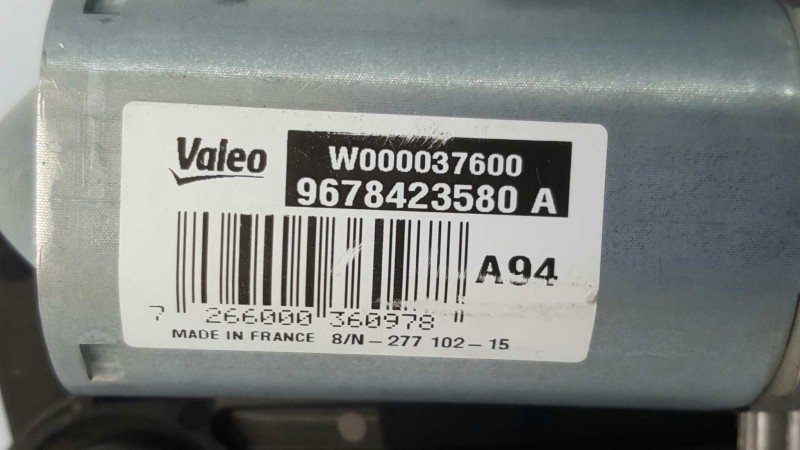 Valeo
W000037600
9678423580 A
A94
7 266000 360978
MADE IN FRANCE 8/N-277 102-15